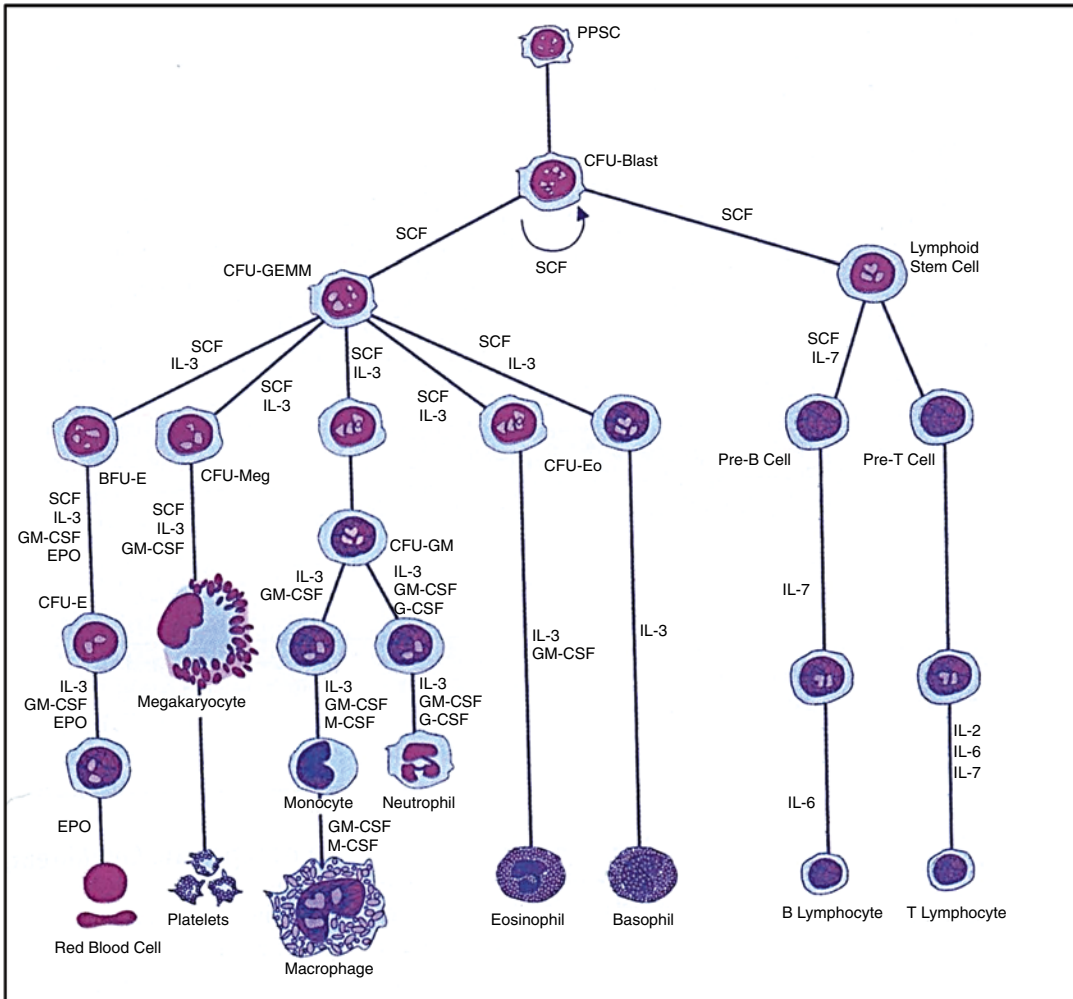 PPSC
CFU-Blast
SCF
SCF
SCF
CFU-GEMM
Lymphoid
Stem Cell
SCF
IL-3
SCF
IL-3
SCF
IL-3
SCF
IL-3
SCF
IL-3
SCF
IL-7
BFU-E
CFU-Meg
CFU-Eo
Pre-B Cell
Pre-T Cell
SCF
IL-3
GM-CSF
EPO
SCF
IL-3
GM-CSF
CFU-GM
IL-3
GM-CSF
IL-3
GM-CSF
G-CSF
CFU-E
IL-3
GM-CSF
IL-3
IL-7
IL-3
GM-CSF
EPO
Megakaryocyte
IL-3
GM-CSF
M-CSF
IL-3
GM-CSF
G-CSF
IL-2
IL-6
IL-7
Monocyte
Neutrophil
IL-6
EPO
GM-CSF
M-CSF
Red Blood Cell
Platelets
Macrophage
Eosinophil
Basophil
B Lymphocyte
T Lymphocyte